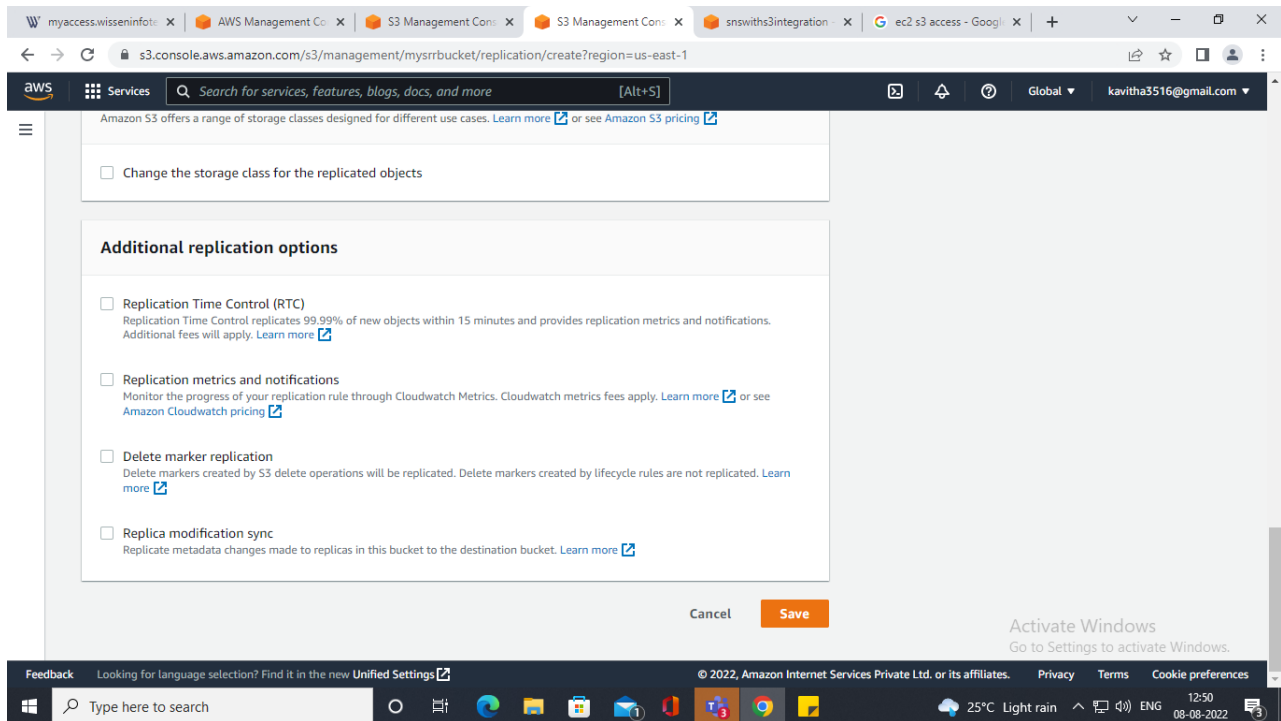 myaccess.wisseninfote
AWS Management Co
S3 Management Cons
S3 Management Cons
snswiths3integration -
ec2 s3 access - Googl
s3.console.aws.amazon.com/s3/management/mysrrbucket/replication/create?region=us-east-1
aws
Services
Search for services, features, blogs, docs, and more
[Alt+S]
Global
kavitha3516@gmail.com
Amazon S3 offers a range of storage classes designed for different use cases. Learn more or see Amazon S3 pricing
Change the storage class for the replicated objects
Additional replication options
Replication Time Control (RTC)
Replication Time Control replicates 99.99% of new objects within 15 minutes and provides replication metrics and notifications.
Additional fees will apply. Learn more
Replication metrics and notifications
Monitor the progress of your replication rule through Cloudwatch Metrics. Cloudwatch metrics fees apply. Learn more or see
Amazon Cloudwatch pricing
Delete marker replication
Delete markers created by S3 delete operations will be replicated. Delete markers created by lifecycle rules are not replicated. Learn
more
Replica modification sync
Replicate metadata changes made to replicas in this bucket to the destination bucket. Learn more
Cancel
Save
Activate Windows
Go to Settings to activate Windows.
Feedback
Looking for language selection? Find it in the new Unified Settings
© 2022, Amazon Internet Services Private Ltd. or its affiliates.
Privacy
Terms
Cookie preferences
Type here to search
1
3
25°C Light rain
ENG
12:50
08-08-2022
3